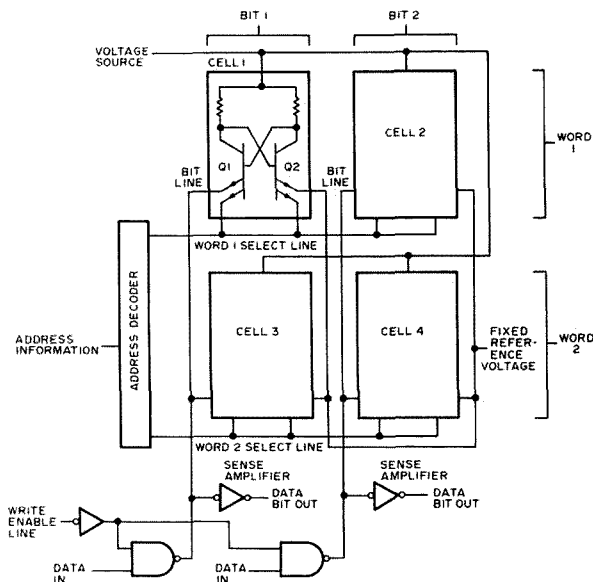 BIT 1
BIT 2
VOLTAGE
SOURCE
CELL 1
CELL 2
WORD
1
Q1
Q2
BIT
LINE
BIT
LINE
WORD 1 SELECT LINE
ADDRESS DECODER
ADDRESS
INFORMATION
CELL 3
CELL 4
FIXED
REFER-
ENCE
VOLTAGE
WORD
2
WORD 2 SELECT LINE
SENSE
AMPLIFIER
DATA
BIT OUT
SENSE
AMPLIFIER
DATA
BIT OUT
WRITE
ENABLE
LINE
DATA
IN
DATA
IN